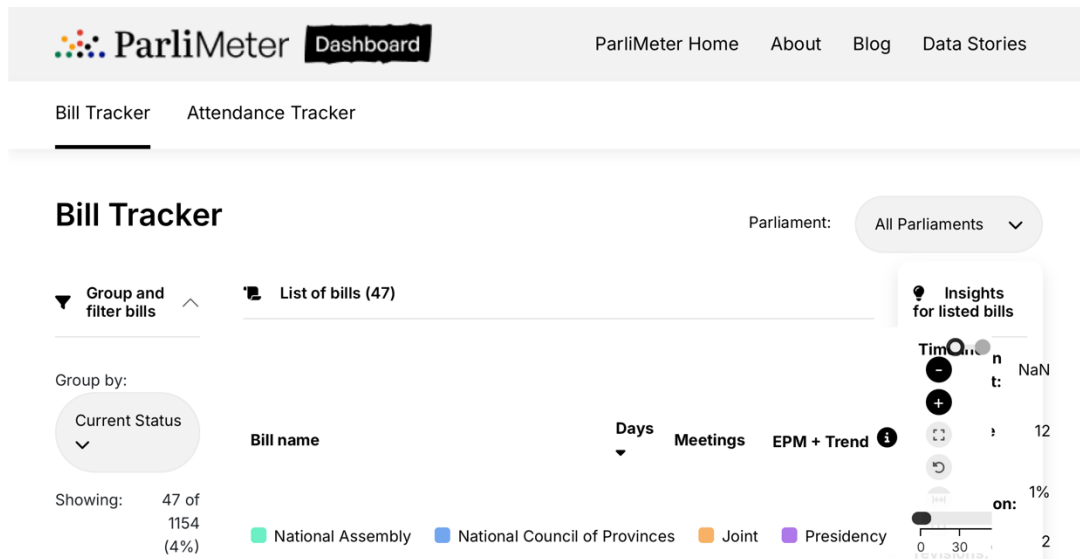 ParliMeter Dashboard
ParliMeter Home
About
Blog
Data Stories
Bill Tracker
Attendance Tracker
Bill Tracker
Parliament:
All Parliaments
Group and
filter bills
Group by:
Current Status
Showing:
47 of
1154
(4%)
List of bills (47)
Bill name
Days
Meetings
EPM + Trend
National Assembly
National Council of Provinces
Joint
Presidency
Insights
for listed bills
n
t:
NaN
-
+
12
1%
on:
2
0
30
revisions: